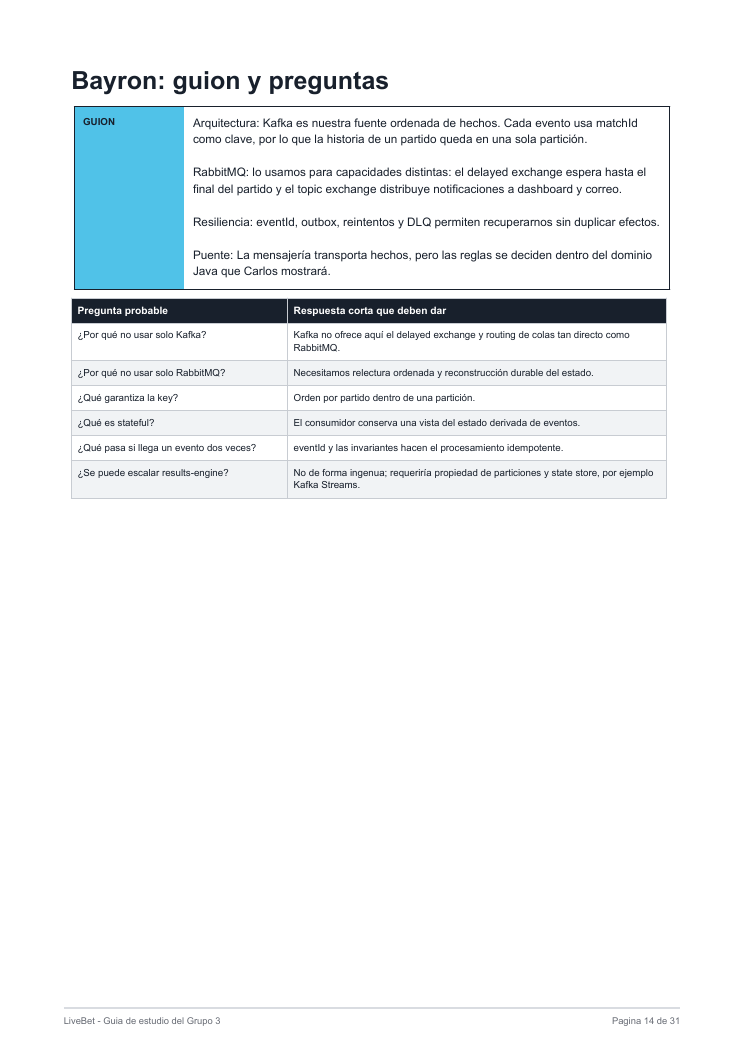 Bayron: guion y preguntas
GUION
Arquitectura: Kafka es nuestra fuente ordenada de hechos. Cada evento usa matchId
como clave, por lo que la historia de un partido queda en una sola partición.
RabbitMQ: lo usamos para capacidades distintas: el delayed exchange espera hasta el
final del partido y el topic exchange distribuye notificaciones a dashboard y correo.
Resiliencia: eventId, outbox, reintentos y DLQ permiten recuperarnos sin duplicar efectos.
Puente: La mensajería transporta hechos, pero las reglas se deciden dentro del dominio
Java que Carlos mostrará.
Pregunta probable
Respuesta corta que deben dar
¿Por qué no usar solo Kafka?
Kafka no ofrece aquí el delayed exchange y routing de colas tan directo como
RabbitMQ.
¿Por qué no usar solo RabbitMQ?
Necesitamos relectura ordenada y reconstrucción durable del estado.
¿Qué garantiza la key?
Orden por partido dentro de una partición.
¿Qué es stateful?
El consumidor conserva una vista del estado derivada de eventos.
¿Qué pasa si llega un evento dos veces?
eventId y las invariantes hacen el procesamiento idempotente.
¿Se puede escalar results-engine?
No de forma ingenua; requeriría propiedad de particiones y state store, por ejemplo
Kafka Streams.
LiveBet - Guia de estudio del Grupo 3
Pagina 14 de 31